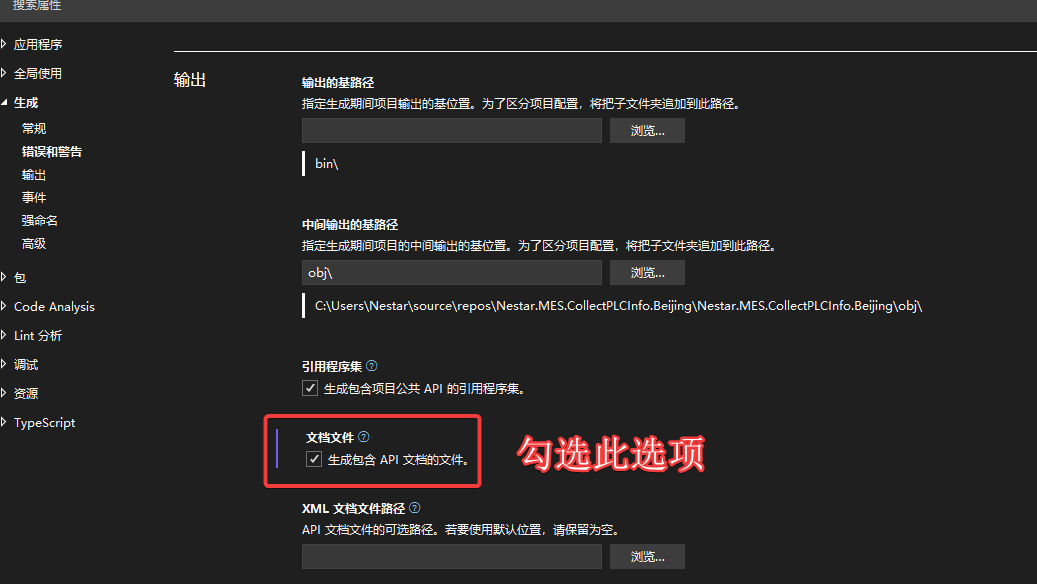 搜索属性
应用程序
全局使用
生成
常规
错误和警告
输出
事件
强命名
高级
包
Code Analysis
Lint 分析
调试
资源
TypeScript
输出
输出的基路径
指定生成期间项目输出的基位置。为了区分项目配置，将把子文件夹追加到此路径。
浏览...
bin\
中间输出的基路径
指定生成期间项目的中间输出的基位置。为了区分项目配置，将把子文件夹追加到此路径。
obj\ 浏览...
C:\Users\Nestar\source\repos\Nestar.MES.CollectPLCInfo.Beijing\Nestar.MES.CollectPLCInfo.Beijing\obj\
引用程序集 ?
生成包含项目公共 API 的引用程序集。
文档文件 ?
生成包含 API 文档的文件。
勾选此选项
XML 文档文件路径 ?
API 文档文件的可选路径。若要使用默认位置，请保留为空。
浏览...